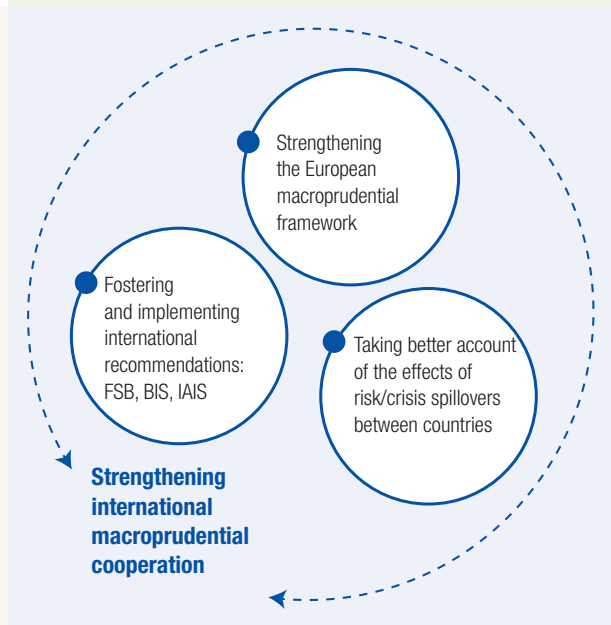 Strengthening
the European
macroprudential
framework
Fostering
and implementing
international
recommendations:
FSB, BIS, IAIS
Taking better account
of the effects of
risk/crisis spillovers
between countries
Strengthening
international
macroprudential
cooperation